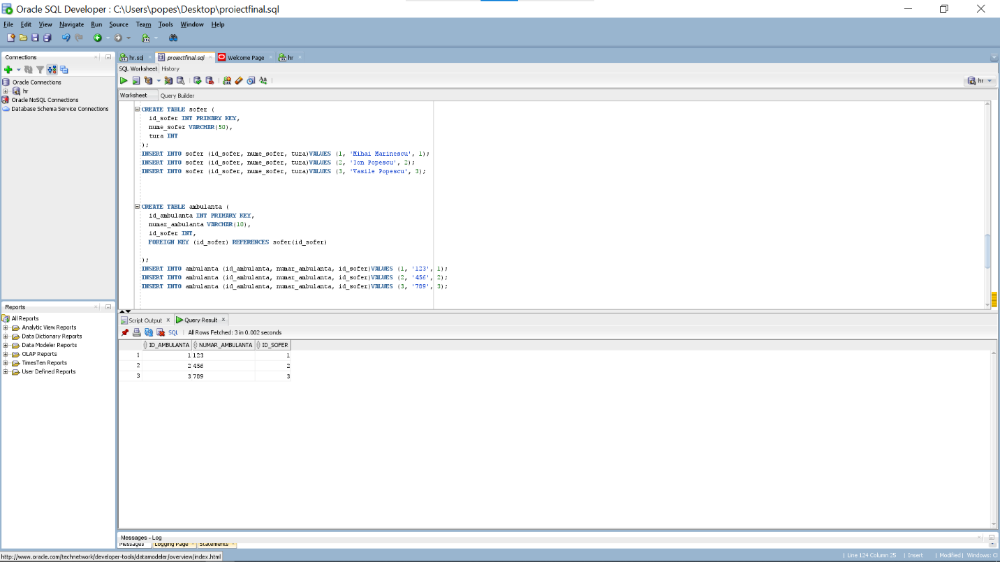 Oracle SQL Developer : C:\Users\popes\Desktop\proiectfinal.sql
File Edit View Navigate Run Source Team Tools Window Help
Connections
Oracle Connections
hr
Oracle NoSQL Connections
Database Schema Service Connections
hr.sql proiectfinal.sql Welcome Page hr
SQL Worksheet History
hr
Worksheet Query Builder
CREATE TABLE sofer (
id_sofer INT PRIMARY KEY,
nume_sofer VARCHAR(50),
tura INT
);
INSERT INTO sofer (id_sofer, nume_sofer, tura)VALUES (1, 'Mihai Marinescu', 1);
INSERT INTO sofer (id_sofer, nume_sofer, tura)VALUES (2, 'Ion Popescu', 2);
INSERT INTO sofer (id_sofer, nume_sofer, tura)VALUES (3, 'Vasile Popescu', 3);
CREATE TABLE ambulanta (
id_ambulanta INT PRIMARY KEY,
numar_ambulanta VARCHAR(10),
id_sofer INT,
FOREIGN KEY (id_sofer) REFERENCES sofer(id_sofer)
);
INSERT INTO ambulanta (id_ambulanta, numar_ambulanta, id_sofer)VALUES (1, '123', 1);
INSERT INTO ambulanta (id_ambulanta, numar_ambulanta, id_sofer)VALUES (2, '456', 2);
INSERT INTO ambulanta (id_ambulanta, numar_ambulanta, id_sofer)VALUES (3, '789', 3);
Reports
All Reports
Analytic View Reports
Data Dictionary Reports
Data Modeler Reports
OLAP Reports
TimesTen Reports
User Defined Reports
Script Output x Query Result x
SQL | All Rows Fetched: 3 in 0.002 seconds
ID_AMBULANTA NUMAR_AMBULANTA ID_SOFER
1 1 123 1
2 2 456 2
3 3 789 3
Messages - Log
Messages Logging Page Statements
http://www.oracle.com/technetwork/developer-tools/datamodeler/overview/index.html
| Line 124 Column 25 | Insert | Modified | Windows: C